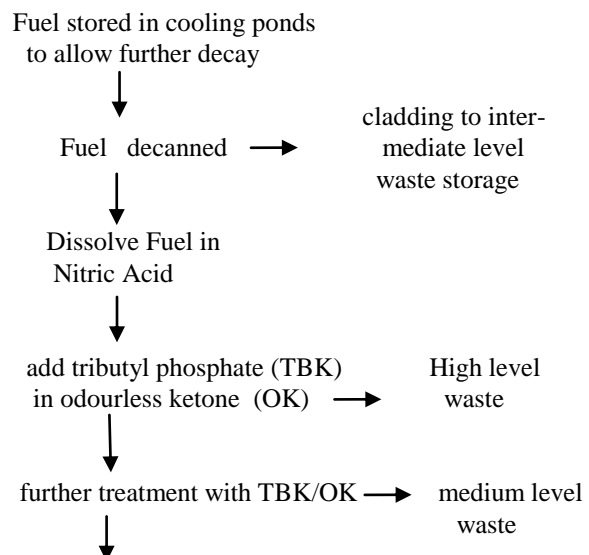 Fuel stored in cooling ponds
to allow further decay
Fuel decanned
cladding to inter-
mediate level
waste storage
Dissolve Fuel in
Nitric Acid
add tributyl phosphate (TBK)
in odourless ketone (OK)
High level
waste
further treatment with TBK/OK
medium level
waste